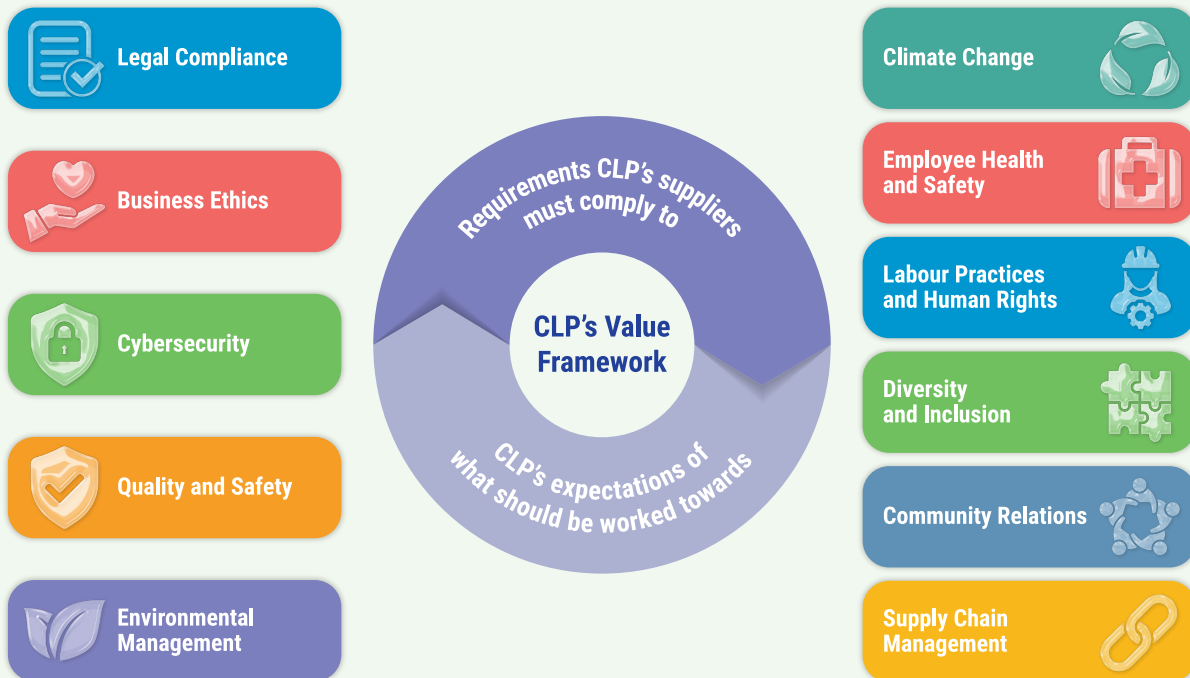 Legal Compliance
Business Ethics
Cybersecurity
Quality and Safety
Environmental
Management
Requirements CLP's suppliers
must comply to
CLP's Value
Framework
CLP's expectations of
what should be worked towards
Climate Change
Employee Health
and Safety
Labour Practices
and Human Rights
Diversity
and Inclusion
Community Relations
Supply Chain
Management